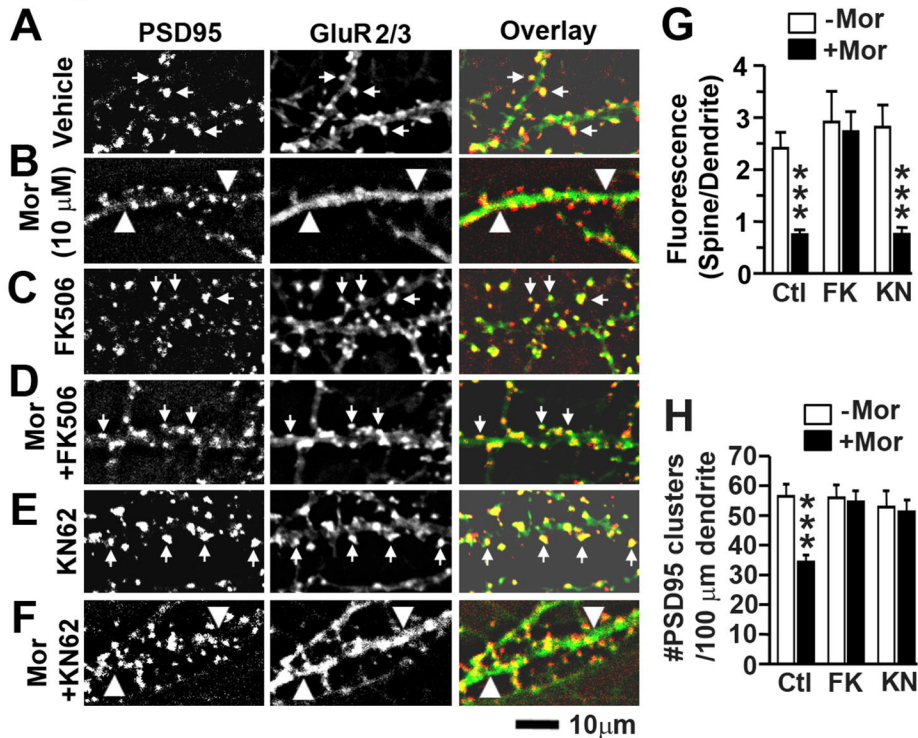 A PSD95 GluR2/3 Overlay
Vehicle
B
Mor
(10 μM)
C
FK506
D
Mor
+FK506
E
KN62
F
Mor
+KN62
10μm
G
-Mor
+Mor
Fluorescence
(Spine/Dendrite)
4
3
2
1
0
***
***
Ctl FK KN
H
-Mor
+Mor
#PSD95 clusters
/100 μm dendrite
70
60
50
40
30
20
10
0
***
Ctl FK KN